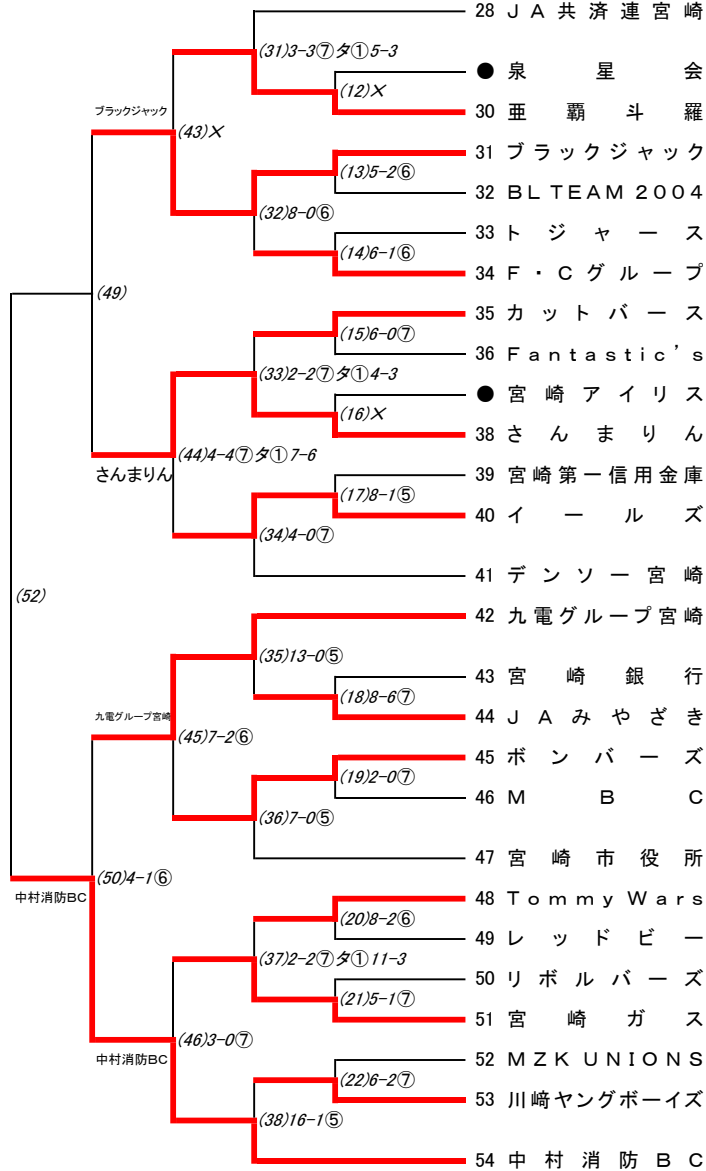 28 JA共済連宮崎
(31)3-3⑦タ①5-3
● 泉星会
(12)×
30 亜覇斗羅
ブラックジャック
(43)×
31 ブラックジャック
(13)5-2⑥
32 BL TEAM 2004
(32)8-0⑥
33 トジャース
(14)6-1⑥
34 F・Cグループ
(49)
35 カットバース
(15)6-0⑦
36 Fantastic's
(33)2-2⑦タ①4-3
● 宮崎アイリス
(16)×
38 さんまりん
さんまりん
(44)4-4⑦タ①7-6
39 宮崎第一信用金庫
(17)8-1⑤
40 イールズ
(34)4-0⑦
41 デンソー宮崎
(52)
42 九電グループ宮崎
(35)13-0⑤
43 宮崎銀行
(18)8-6⑦
44 JAみやざき
九電グループ宮崎
(45)7-2⑥
45 ボンバーズ
(19)2-0⑦
46 MBC
(36)7-0⑤
47 宮崎市役所
(50)4-1⑥
中村消防BC
48 Tommy Wars
(20)8-2⑥
49 レッドビー
(37)2-2⑦タ①11-3
50 リボルバーズ
(21)5-1⑦
51 宮崎ガス
(46)3-0⑦
中村消防BC
52 MZK UNIONS
(22)6-2⑦
53 川﨑ヤングボーイズ
(38)16-1⑤
54 中村消防BC